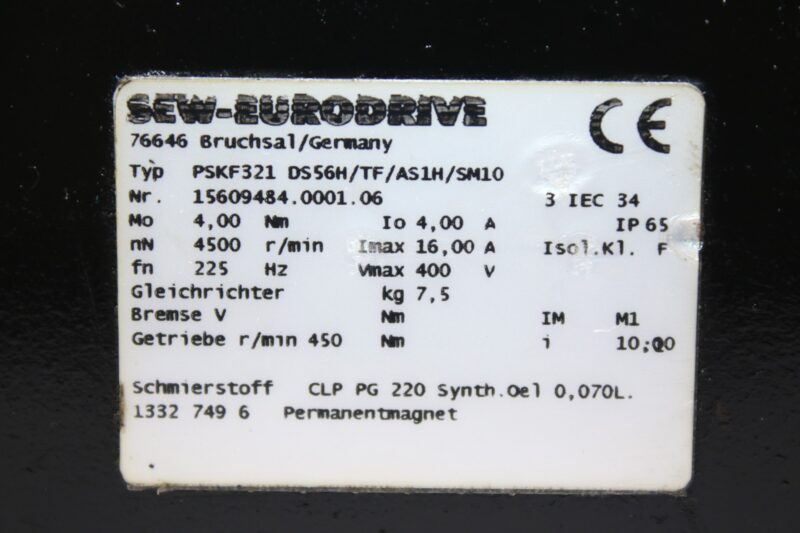 SEW-EURODRIVE CE
76646 Bruchsal/Germany
Typ PSKF321 DS56H/TF/AS1H/SM10
Nr. 15609484.0001.06 3 IEC 34
Mo 4,00 Nm Io 4,00 A IP 65
nN 4500 r/min Imax 16,00 A Isol.Kl. F
fn 225 Hz Vmax 400 V
Gleichrichter kg 7,5
Bremse V Nm IM M1
Getriebe r/min 450 Nm i
Schmierstoff CLP PG 220 Synth.Oel 0,070L.
1332 749 6 Permanentmagnet